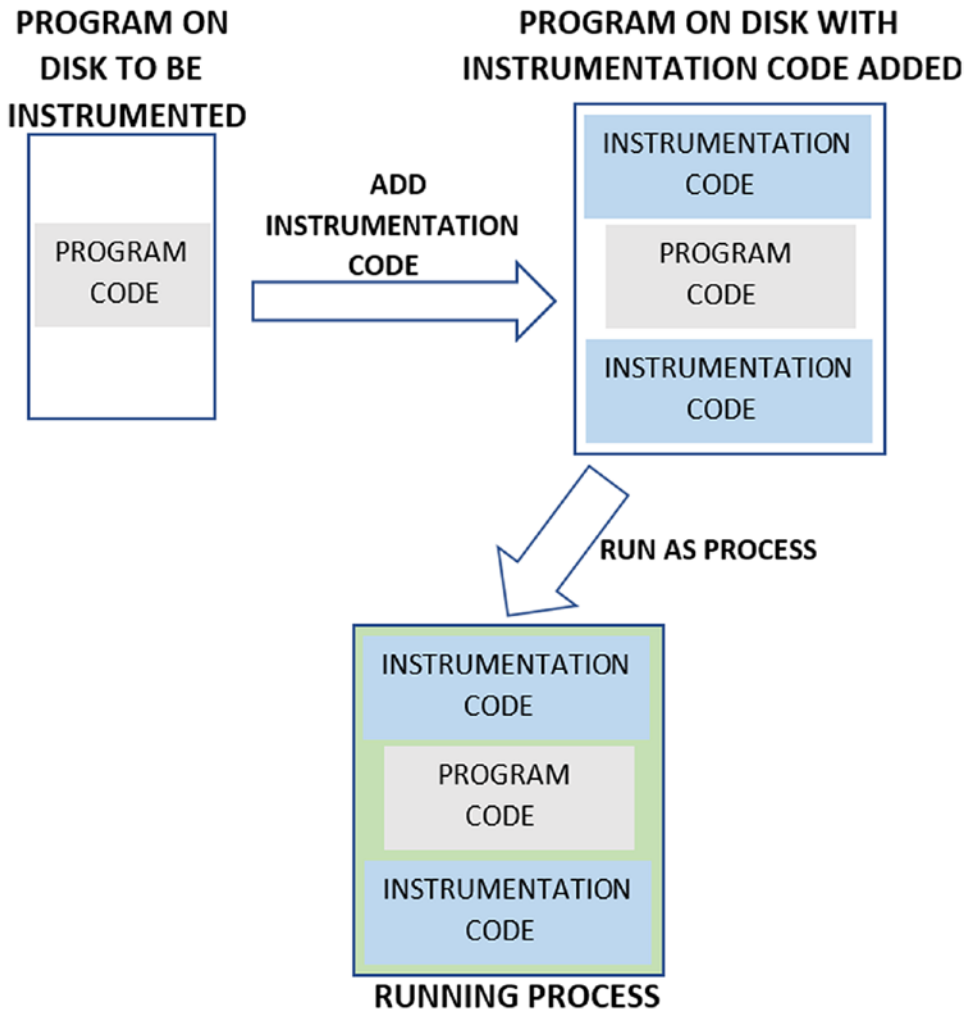 PROGRAM ON
DISK TO BE
INSTRUMENTED
PROGRAM
CODE
ADD
INSTRUMENTATION
CODE
PROGRAM ON DISK WITH
INSTRUMENTATION CODE ADDED
INSTRUMENTATION
CODE
PROGRAM
CODE
INSTRUMENTATION
CODE
RUN AS PROCESS
INSTRUMENTATION
CODE
PROGRAM
CODE
INSTRUMENTATION
CODE
RUNNING PROCESS